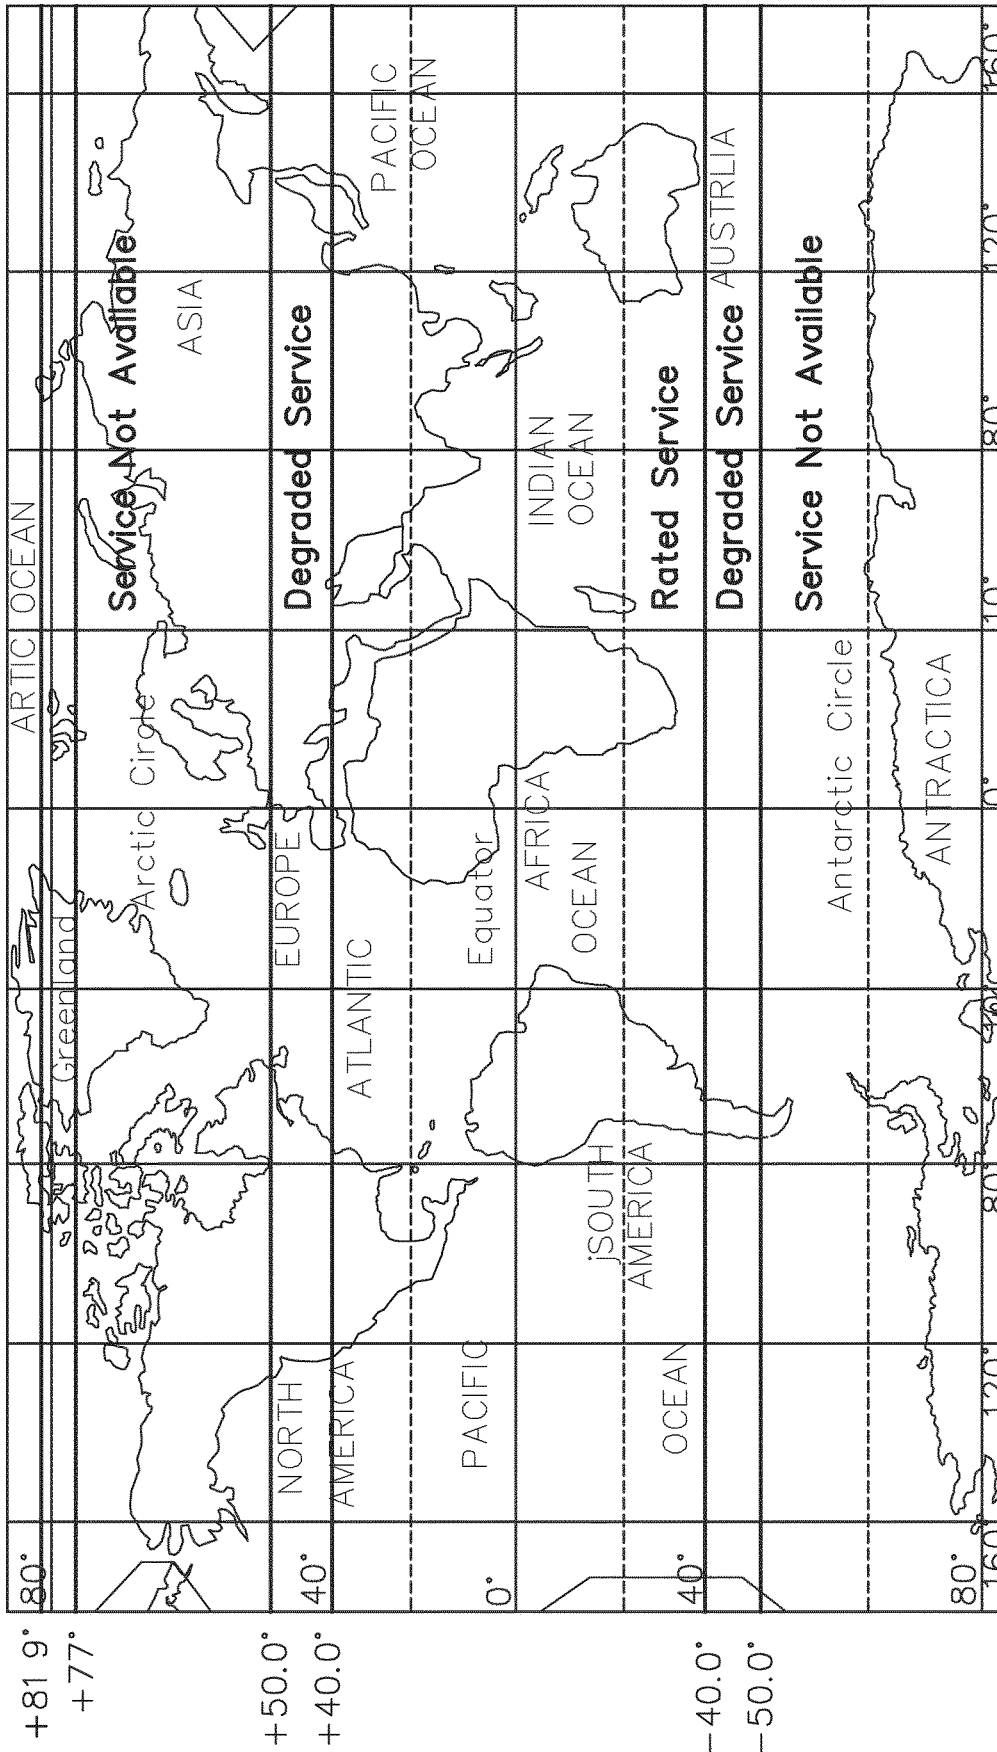 +81 9°
+77°
+50.0°
+40.0°
-40.0°
-50.0°
80°
40°
0°
40°
80°
160°
120°
80°
40°
0°
10°
80°
120°
160°
ARTIC OCEAN
Greenland
Service Not Available
Arctic Circle
ASIA
NORTH
AMERICA
EUROPE
Degraded Service
ATLANTIC
PACIFIC
OCEAN
PACIFIC
Equator
AFRICA
INDIAN
OCEAN
OCEAN
jSOUTH
AMERICA
OCEAN
Rated Service
AUSTRLIA
Degraded Service
Service Not Available
Antarctic Circle
ANTRACTICA